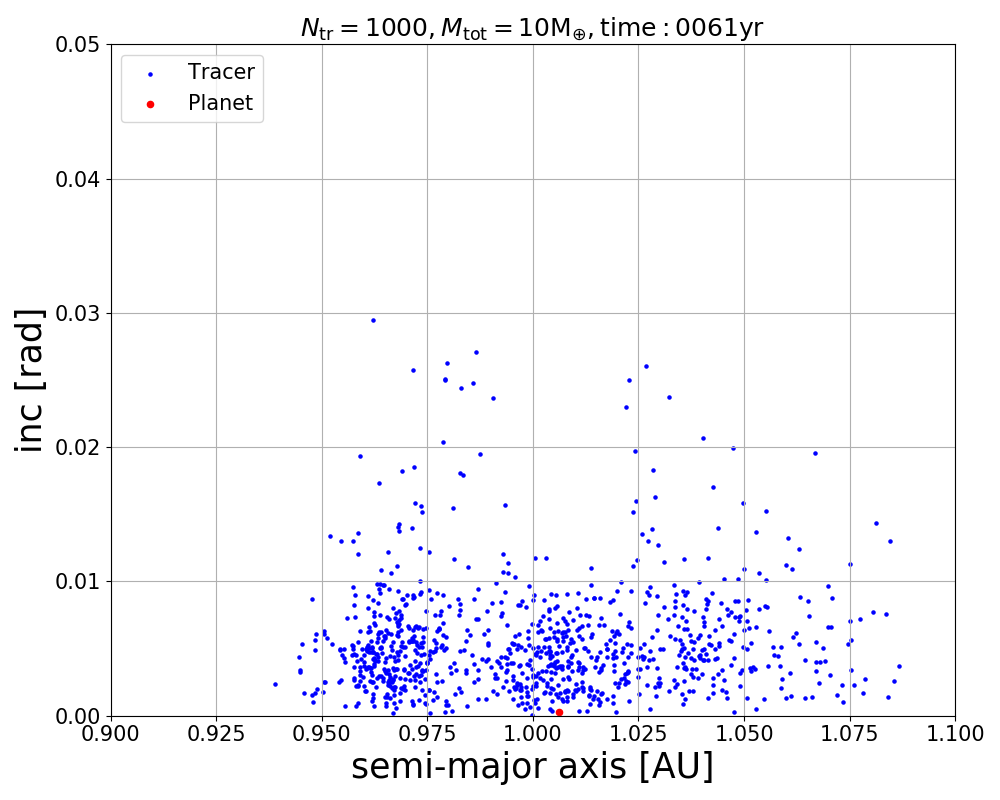 N_tr = 1000, M_tot = 10M_⊕, time : 0061yr
Tracer
Planet
inc [rad]
0.05
0.04
0.03
0.02
0.01
0.00
0.900 0.925 0.950 0.975 1.000 1.025 1.050 1.075 1.100
semi-major axis [AU]